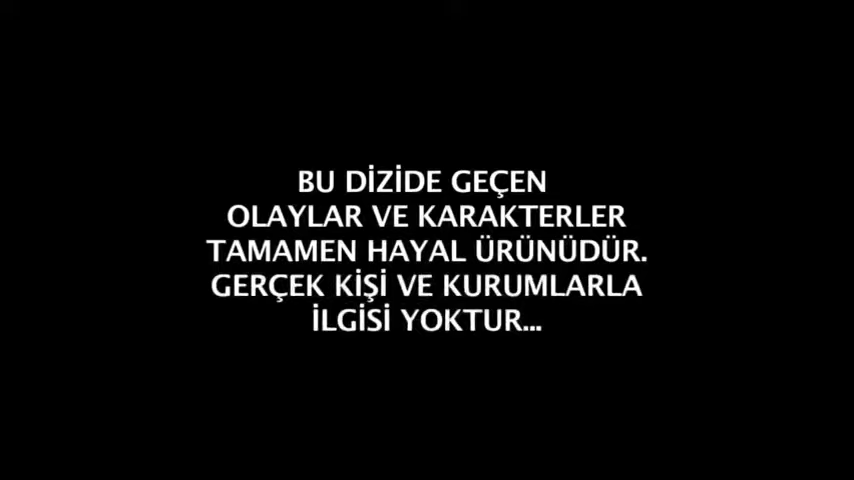 BU DİZİDE GEÇEN
OLAYLAR VE KARAKTERLER
TAMAMEN HAYAL ÜRÜNÜDÜR.
GERÇEK KİŞİ VE KURUMLARLA
İLGİSİ YOKTUR...